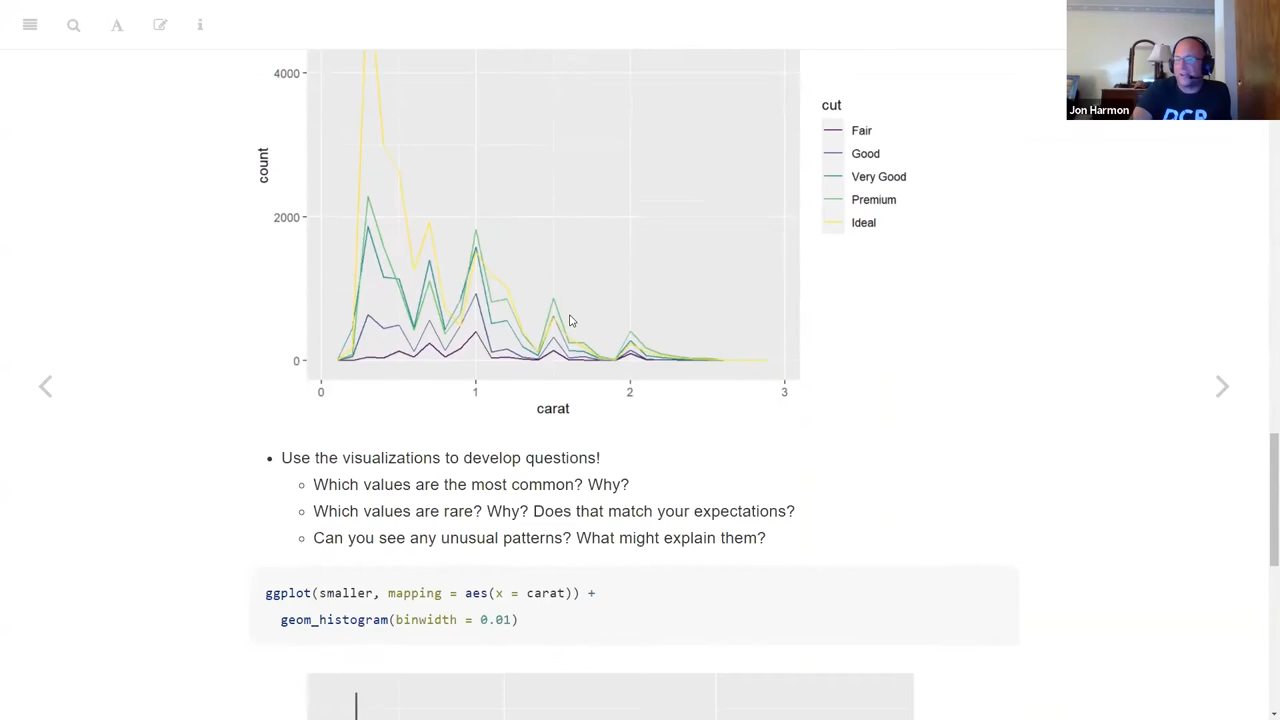 4000
count
2000
0
0
1
2
3
carat
cut
Fair
Good
Very Good
Premium
Ideal
Jon Harmon
DCR
• Use the visualizations to develop questions!
○ Which values are the most common? Why?
○ Which values are rare? Why? Does that match your expectations?
○ Can you see any unusual patterns? What might explain them?
ggplot(smaller, mapping = aes(x = carat)) +
geom_histogram(binwidth = 0.01)